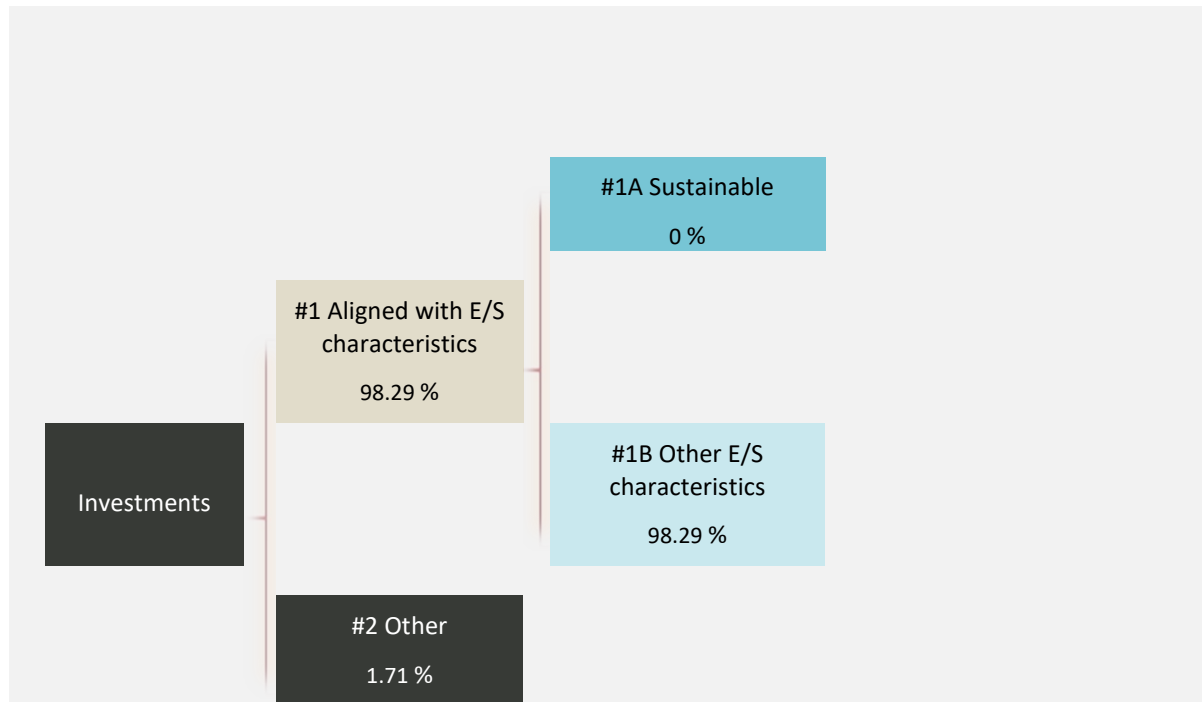 #1A Sustainable
0 %
#1 Aligned with E/S
characteristics
98.29 %
#1B Other E/S
characteristics
98.29 %
Investments
#2 Other
1.71 %